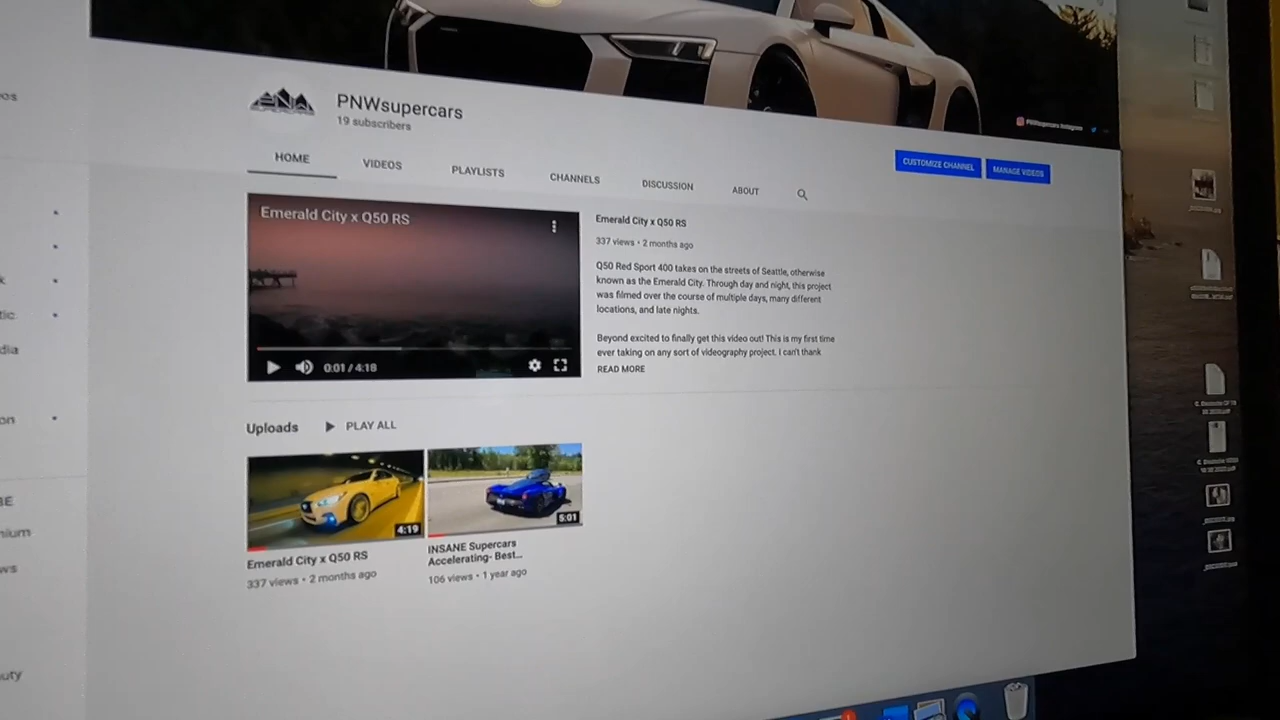 PNWsupercars
19 subscribers
CUSTOMIZE CHANNEL
MANAGE VIDEOS
HOME
VIDEOS
PLAYLISTS
CHANNELS
DISCUSSION
ABOUT
Emerald City x Q50 RS
0:01 / 4:18
Emerald City x Q50 RS
337 views • 2 months ago
Q50 Red Sport 400 takes on the streets of Seattle, otherwise
known as the Emerald City. Through day and night, this project
was filmed over the course of multiple days, many different
locations, and late nights.
Beyond excited to finally get this video out! This is my first time
ever taking on any sort of videography project. I can't thank
READ MORE
Uploads
PLAY ALL
4:19
Emerald City x Q50 RS
337 views • 2 months ago
5:01
INSANE Supercars
Accelerating- Best...
106 views • 1 year ago